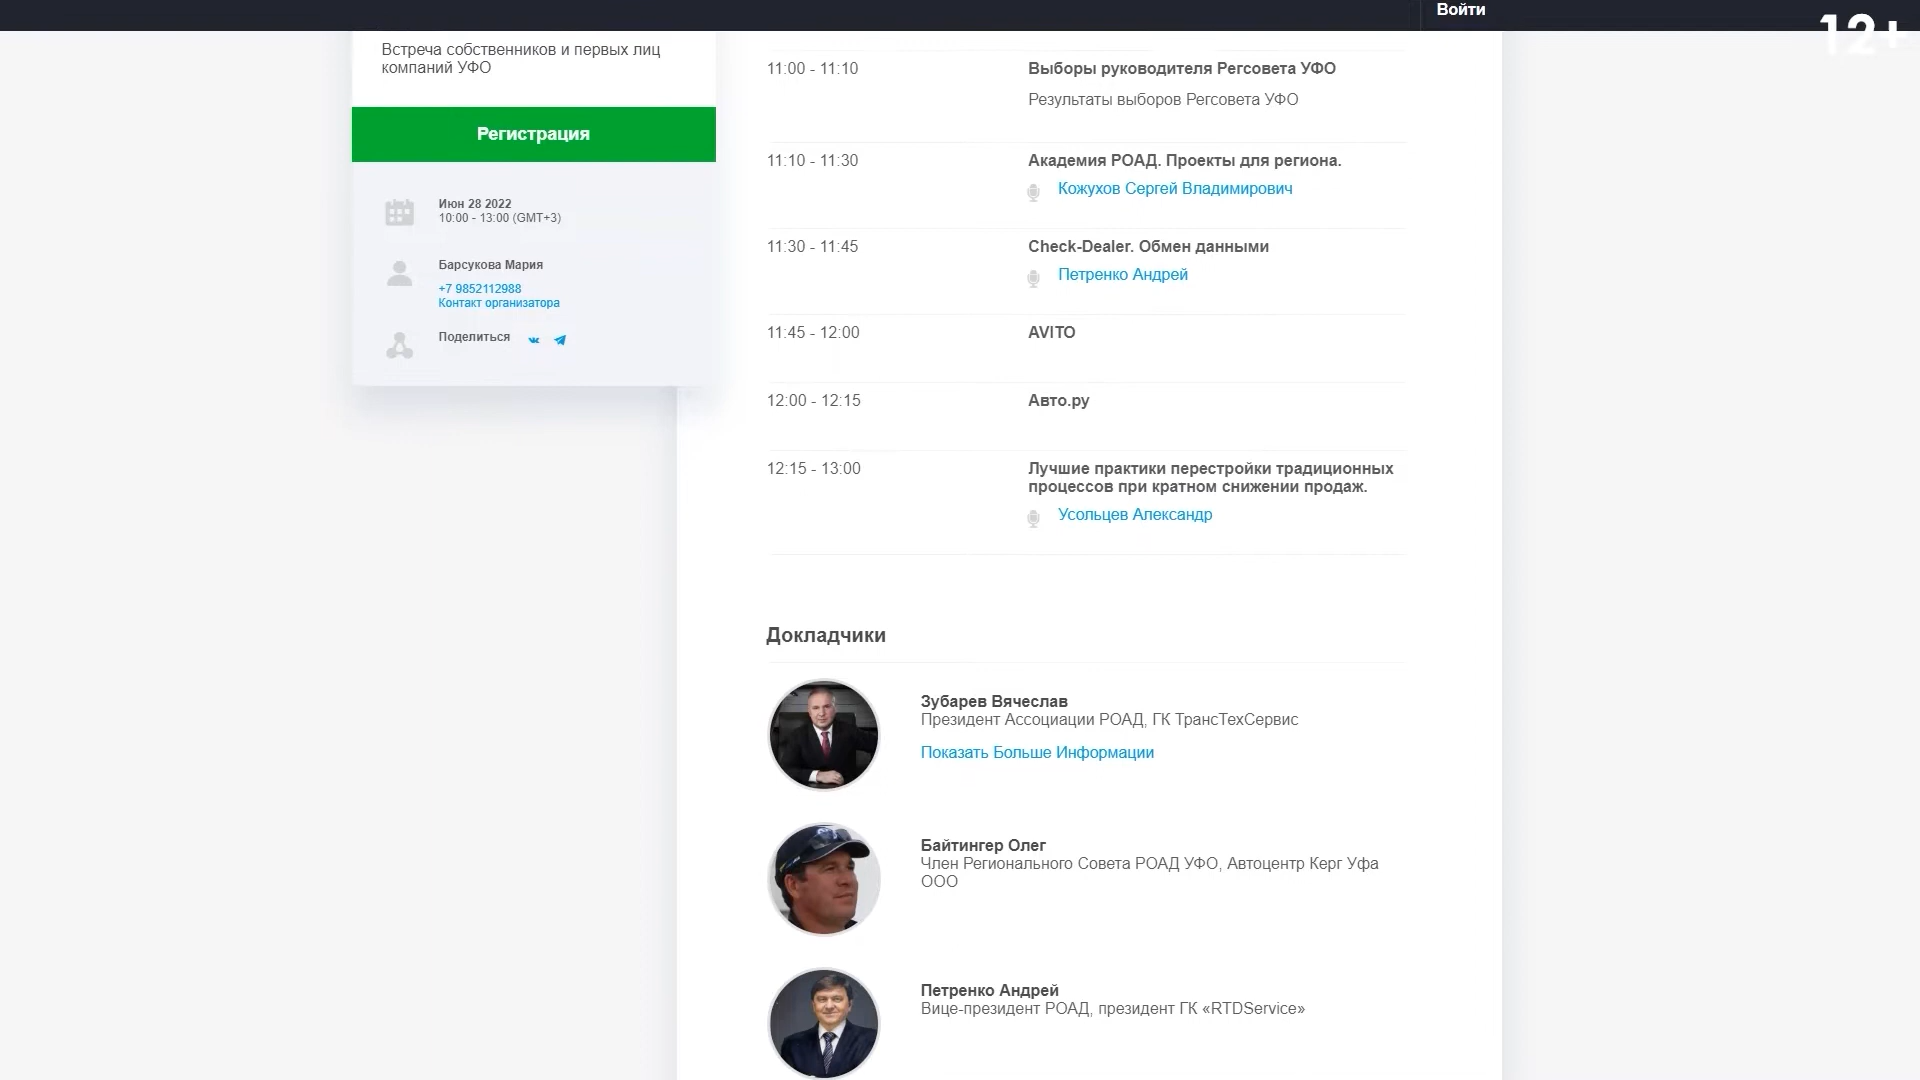 Войти
12+
Встреча собственников и первых лиц
компаний УФО
Регистрация
Июн 28 2022
10:00 - 13:00 (GMT+3)
Барсукова Мария
+7 9852112988
Контакт организатора
Поделиться
11:00 - 11:10
Выборы руководителя Регсовета УФО
Результаты выборов Регсовета УФО
11:10 - 11:30
Академия РОАД. Проекты для региона.
Кожухов Сергей Владимирович
11:30 - 11:45
Check-Dealer. Обмен данными
Петренко Андрей
11:45 - 12:00
AVITO
12:00 - 12:15
Авто.ру
12:15 - 13:00
Лучшие практики перестройки традиционных
процессов при кратном снижении продаж.
Усольцев Александр
Докладчики
Зубарев Вячеслав
Президент Ассоциации РОАД, ГК ТрансТехСервис
Показать Больше Информации
Байтингер Олег
Член Регионального Совета РОАД УФО, Автоцентр Керг Уфа
ООО
Петренко Андрей
Вице-президент РОАД, президент ГК «RTDService»